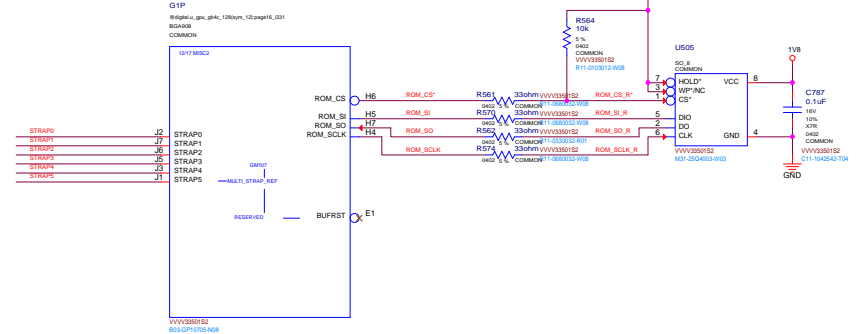 G1P
@digital.u_gpu_gb4c_128(sym_12):page16_i331
BGA908
COMMON
12/17 MISC2
ROM_CS H6
ROM_SI H5
ROM_SO H7
ROM_SCLK H4
STRAP0 J2 STRAP0
STRAP1 J7 STRAP1
STRAP2 J6 STRAP2
STRAP3 J5 STRAP3
STRAP4 J3 STRAP4
STRAP5 J1 STRAP5
GM107
MULTI_STRAP_REF
RESERVED
BUFRST E1
VVVV33501S2
B03-GP10705-N08
R564
10k
5 %
0402
COMMON
VVVV33501S2
R11-0103012-W08
ROM_CS* R561 33ohm VVVV33501S2 ROM_CS_R*
0402 5 % COMMON R11-0680032-W08
ROM_SI R570 33ohm VVVV33501S2 ROM_SI_R
0402 5 % COMMON R11-0680032-W08
ROM_SO R562 33ohm VVVV33501S2 ROM_SO_R
0402 5 % COMMON R11-0330032-R01
ROM_SCLK R574 33ohm VVVV33501S2 ROM_SCLK_R
0402 5 % COMMON R11-0680032-W08
U505
SO_8
COMMON
7 HOLD*
3 WP*/NC
1 CS*
5 DIO
2 DO
6 CLK
VCC 8
GND 4
VVVV33501S2
M31-25Q4003-W03
1V8
C787
0.1uF
16V
10%
X7R
0402
COMMON
VVVV33501S2
C11-1042542-T04
GND